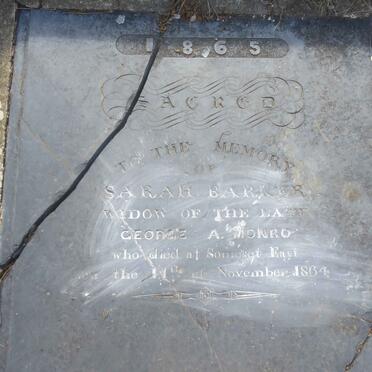 1865
SACRED
TO THE MEMORY
OF
SARAH BARKER
WIDOW OF THE LATE
GEORGE A. MONRO
who died at Somerset East
the 14th of November 1864